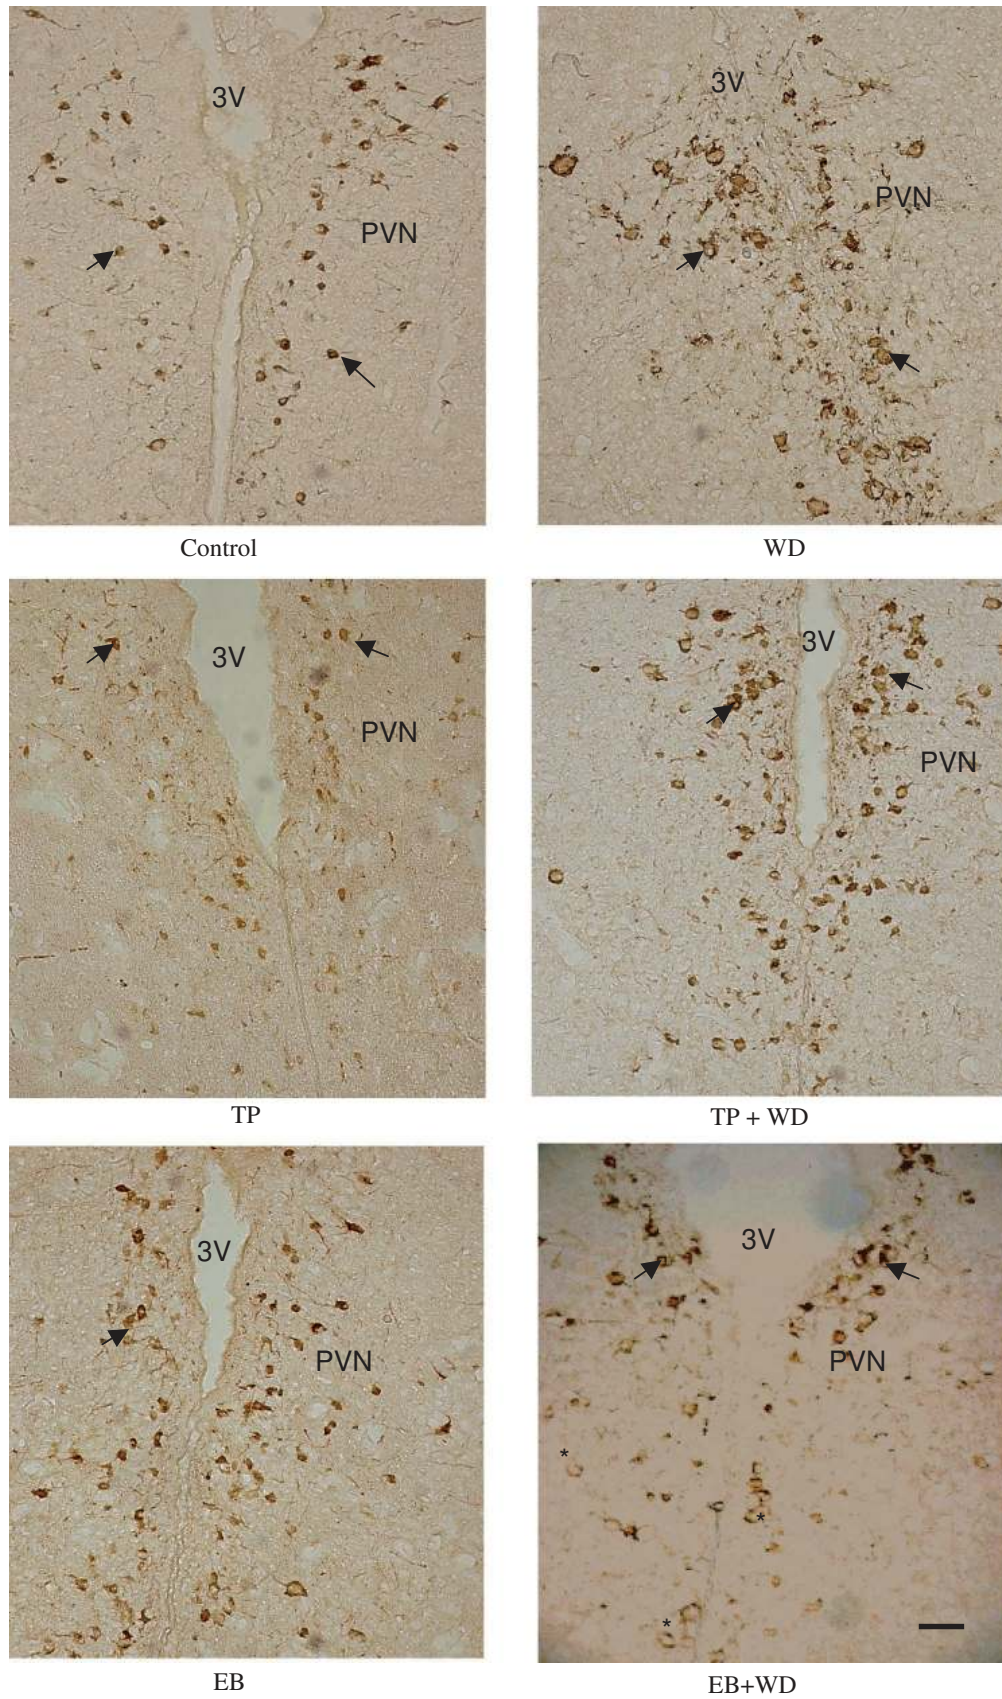 3V
PVN
Control
3V
PVN
WD
3V
PVN
TP
3V
PVN
TP + WD
3V
PVN
EB
3V
PVN
*
*
*
EB+WD